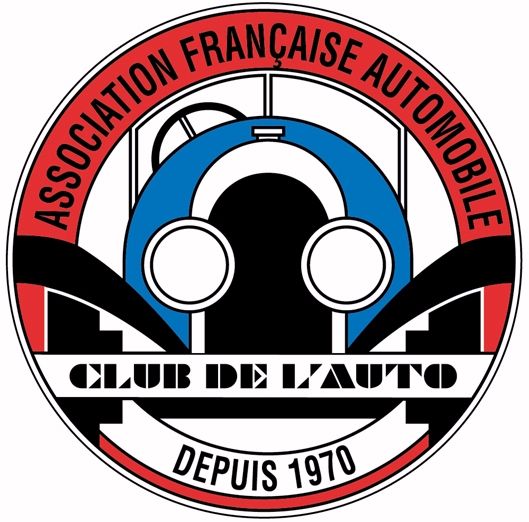 ASSOCIATION FRANÇAISE AUTOMOBILE
CLUB DE L'AUTO
DEPUIS 1970